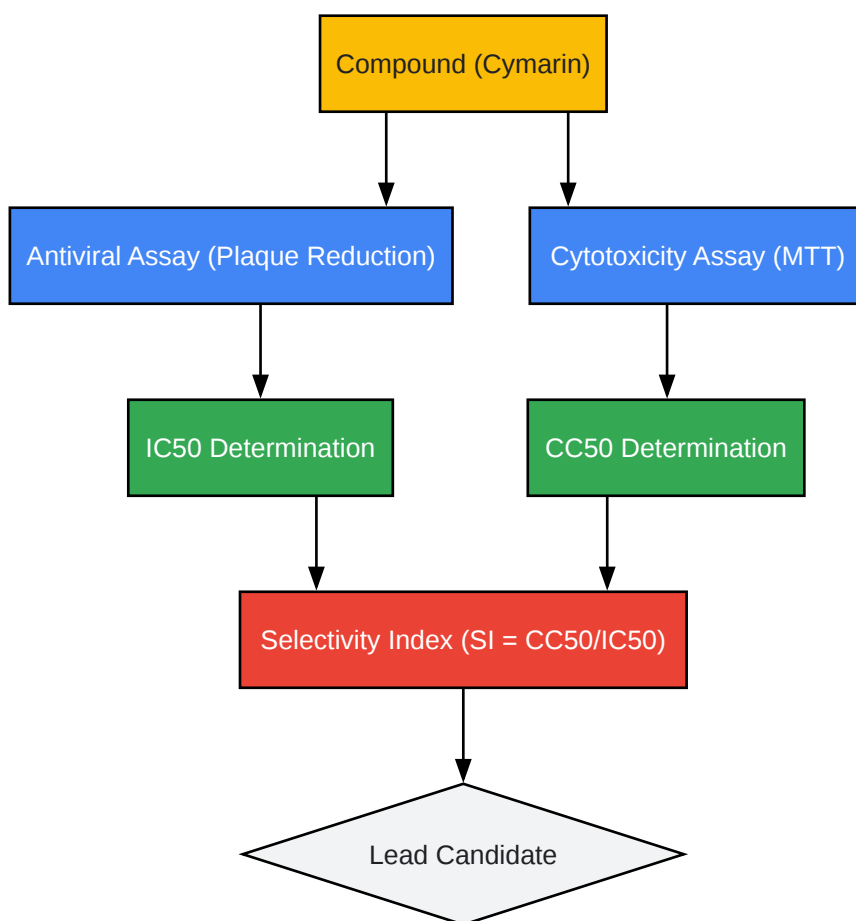 Compound (Cymarin)
Antiviral Assay (Plaque Reduction)
Cytotoxicity Assay (MTT)
IC50 Determination
CC50 Determination
Selectivity Index (SI = CC50/IC50)
Lead Candidate